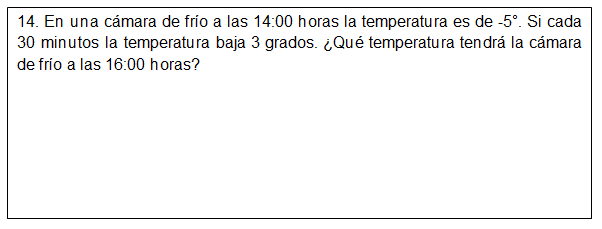 14. En una cámara de frío a las 14:00 horas la temperatura es de -5°. Si cada
30 minutos la temperatura baja 3 grados. ¿Qué temperatura tendrá la cámara
de frío a las 16:00 horas?